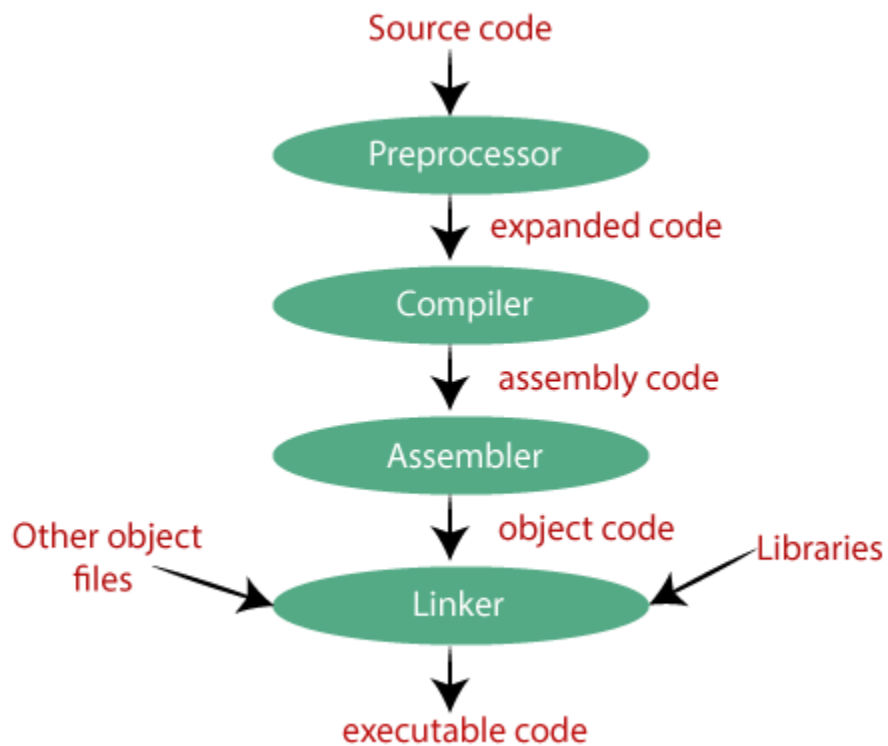 Source code
Preprocessor
expanded code
Compiler
assembly code
Assembler
object code
Other object
files
Libraries
Linker
executable code